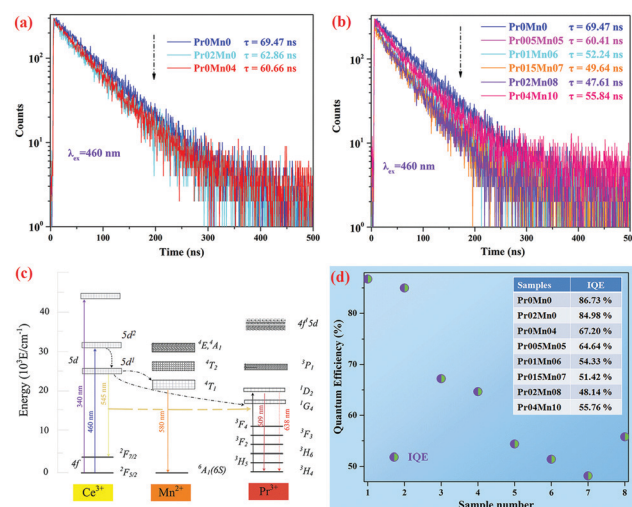 (a)
Pr0Mn0 τ = 69.47 ns
Pr02Mn0 τ = 62.86 ns
Pr0Mn04 τ = 60.66 ns
λex=460 nm
Counts
10²
10¹
10⁰
0 100 200 300 400 500
Time (ns)
(b)
Pr0Mn0 τ = 69.47 ns
Pr005Mn05 τ = 60.41 ns
Pr01Mn06 τ = 52.24 ns
Pr015Mn07 τ = 49.64 ns
Pr02Mn08 τ = 47.61 ns
Pr04Mn10 τ = 55.84 ns
λex=460 nm
Counts
10²
10¹
10⁰
0 100 200 300 400 500
Time (ns)
(c)
Energy (10³E/cm⁻¹)
40
30
20
10
0
5d²
5d 5d¹
340 nm
460 nm
545 nm
4f
²F7/2
²F5/2
Ce³⁺
⁴E,⁴A₁
⁴T₂
⁴T₁
580 nm
⁶A₁(6S)
Mn²⁺
4f¹5d
³P₁
¹D₂
¹G₄
509 nm
638 nm
³F₄
³F₃
³F₂
³H₆
³H₅
³H₄
Pr³⁺
(d)
Quantum Efficiency (%)
80
70
60
50
Samples IQE
Pr0Mn0 86.73 %
Pr02Mn0 84.98 %
Pr0Mn04 67.20 %
Pr005Mn05 64.64 %
Pr01Mn06 54.33 %
Pr015Mn07 51.42 %
Pr02Mn08 48.14 %
Pr04Mn10 55.76 %
IQE
1 2 3 4 5 6 7 8
Sample number